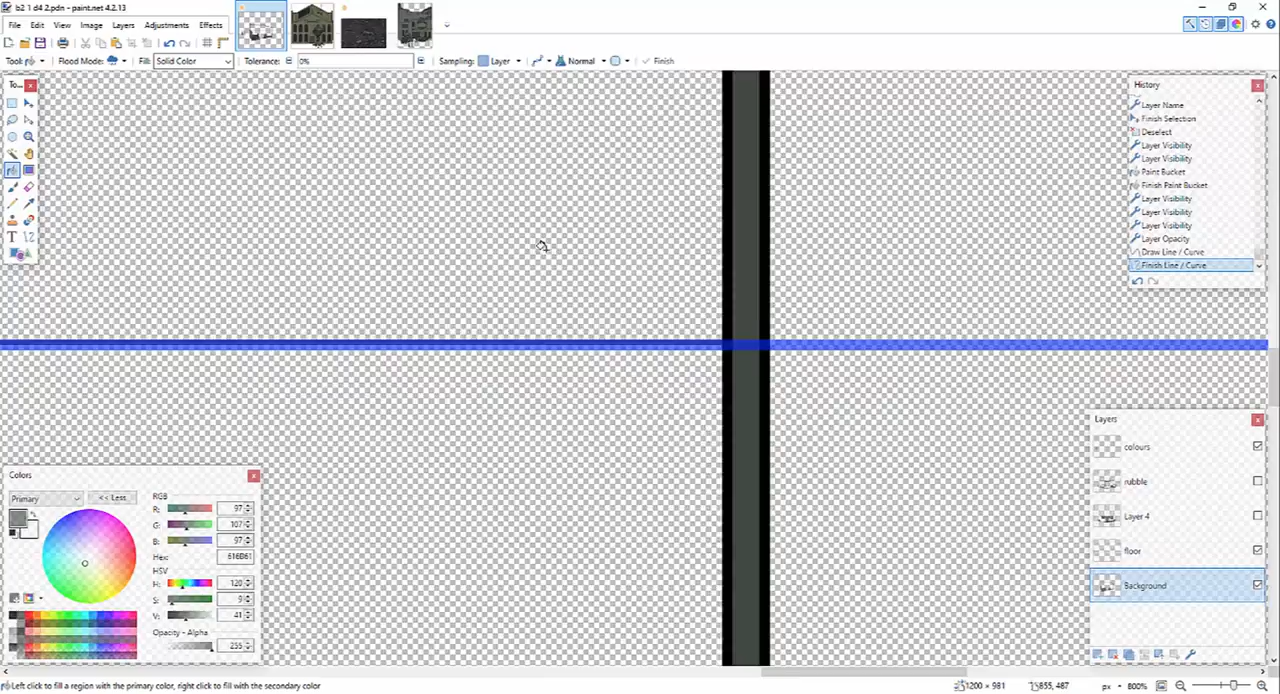 b2 1 d4 2.pdn - paint.net 4.2.13
File Edit View Image Layers Adjustments Effects
Tool: Flood Mode: Fill: Solid Color Tolerance: 0% Sampling: Layer Normal Finish
To...
History
Layer Name
Finish Selection
Deselect
Layer Visibility
Layer Visibility
Paint Bucket
Finish Paint Bucket
Layer Visibility
Layer Visibility
Layer Visibility
Layer Opacity
Draw Line / Curve
Finish Line / Curve
Layers
colours
rubble
Layer 4
floor
Background
Colors
Primary
<< Less
RGB
R: 97
G: 107
B: 97
Hex: 616B61
HSV
H: 120
S: 9
V: 41
Opacity - Alpha
255
Left click to fill a region with the primary color, right click to fill with the secondary color
1200 × 981
855, 487
px
800%